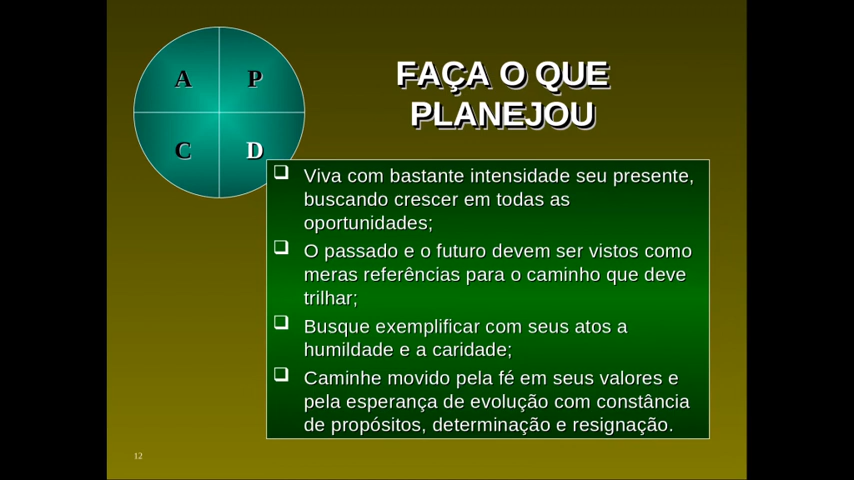 A P
C D
FAÇA O QUE
PLANEJOU
Viva com bastante intensidade seu presente,
buscando crescer em todas as
oportunidades;
O passado e o futuro devem ser vistos como
meras referências para o caminho que deve
trilhar;
Busque exemplificar com seus atos a
humildade e a caridade;
Caminhe movido pela fé em seus valores e
pela esperança de evolução com constância
de propósitos, determinação e resignação.
12